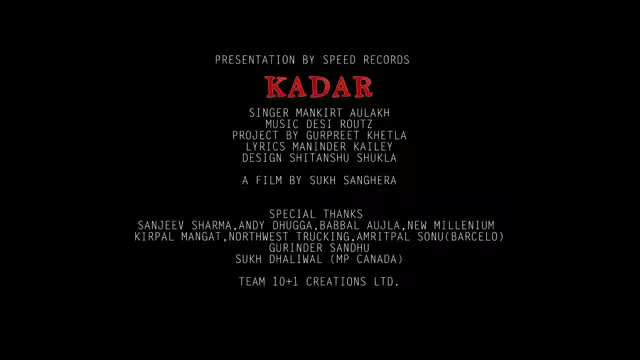 PRESENTATION BY SPEED RECORDS
KADAR
SINGER MANKIRT AULAKH
MUSIC DESI ROUTZ
PROJECT BY GURPREET KHETLA
LYRICS MANINDER KAILEY
DESIGN SHITANSHU SHUKLA
A FILM BY SUKH SANGHERA
SPECIAL THANKS
SANJEEV SHARMA,ANDY DHUGGA,BABBAL AUJLA,NEW MILLENIUM
KIRPAL MANGAT,NORTHWEST TRUCKING,AMRITPAL SONU(BARCELO)
GURINDER SANDHU
SUKH DHALIWAL (MP CANADA)
TEAM 10+1 CREATIONS LTD.